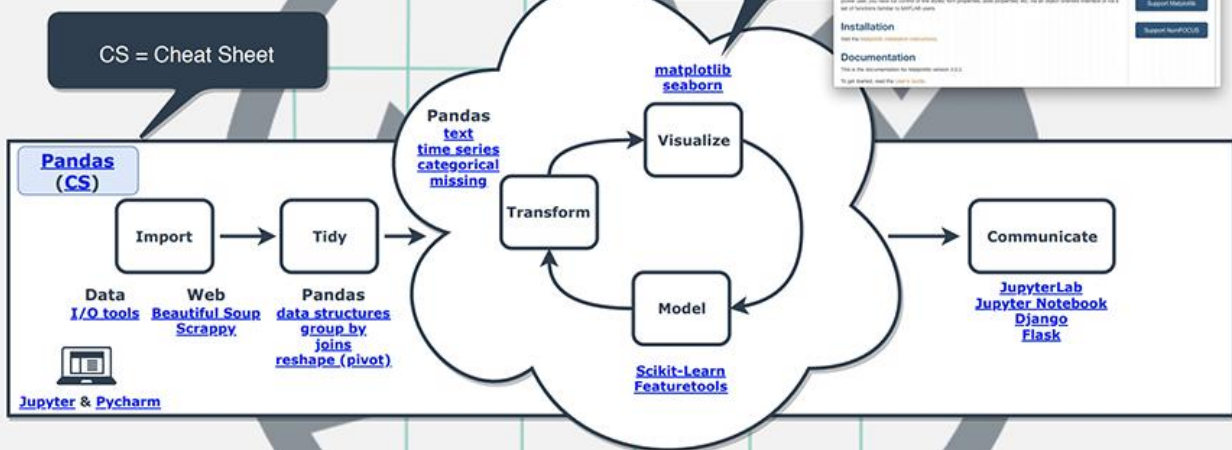 CS = Cheat Sheet
Installation
Documentation
Support Matplotlib
Support NumFOCUS
Pandas
(CS)
Import
Data
I/O tools
Web
Beautiful Soup
Scrappy
Jupyter & Pycharm
Tidy
Pandas
data structures
group by
joins
reshape (pivot)
Pandas
text
time series
categorical
missing
Transform
matplotlib
seaborn
Visualize
Model
Scikit-Learn
Featuretools
Communicate
JupyterLab
Jupyter Notebook
Django
Flask